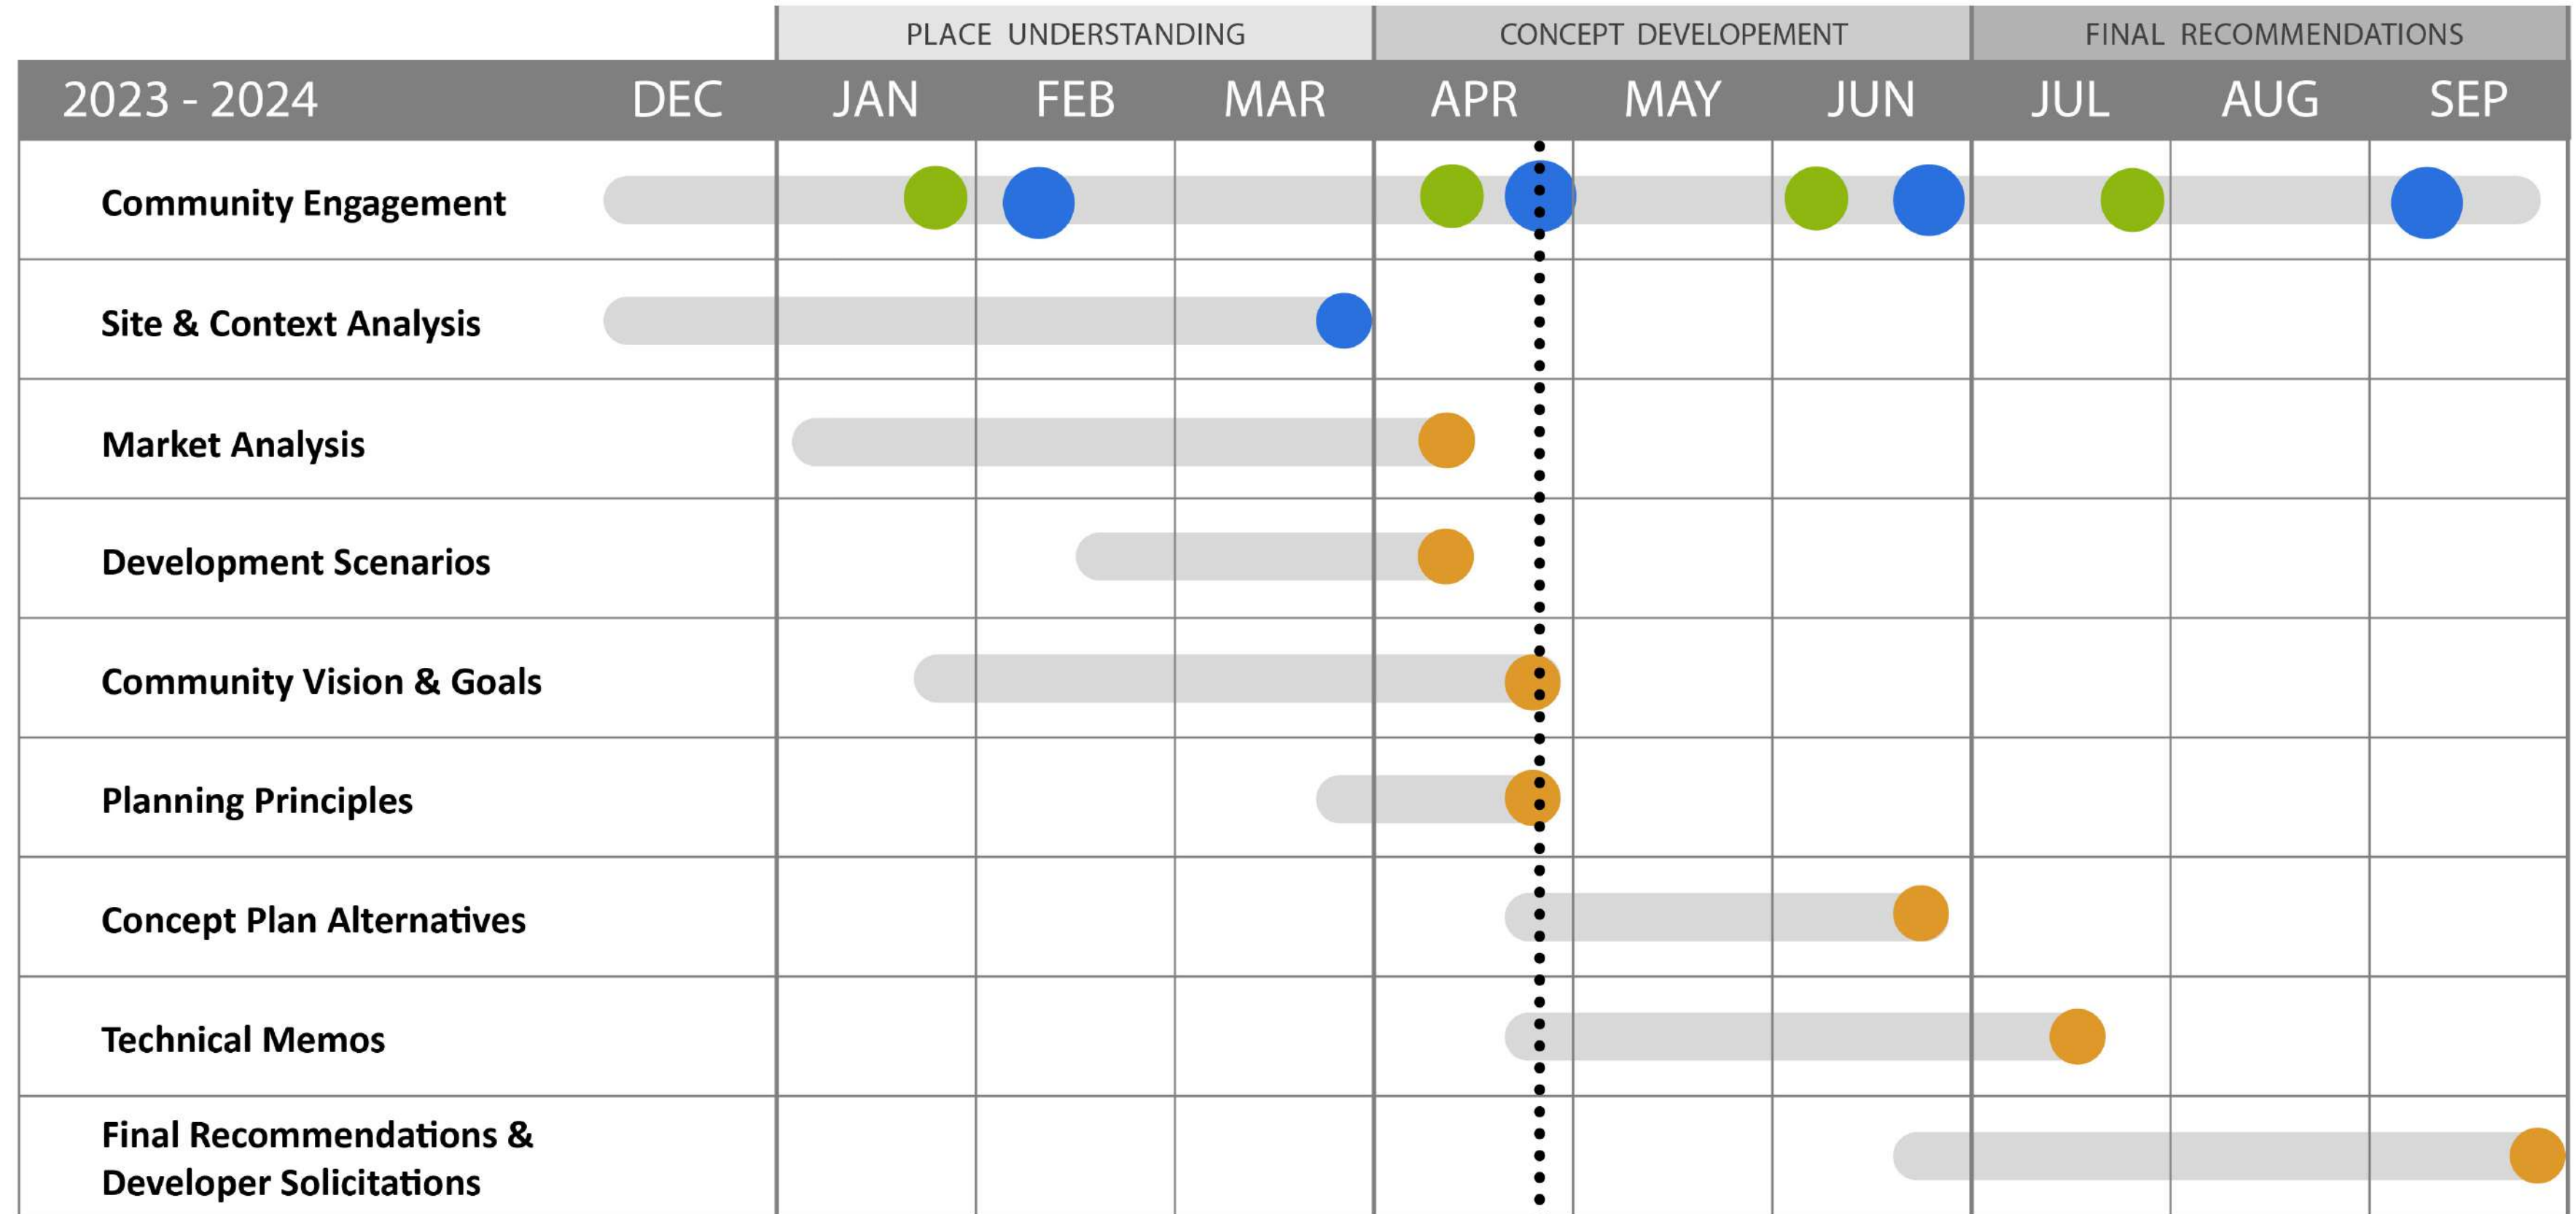 PLACE UNDERSTANDING CONCEPT DEVELOPEMENT FINAL RECOMMENDATIONS
2023 - 2024 DEC JAN FEB MAR APR MAY JUN JUL AUG SEP
Community Engagement
Site & Context Analysis
Market Analysis
Development Scenarios
Community Vision & Goals
Planning Principles
Concept Plan Alternatives
Technical Memos
Final Recommendations &
Developer Solicitations